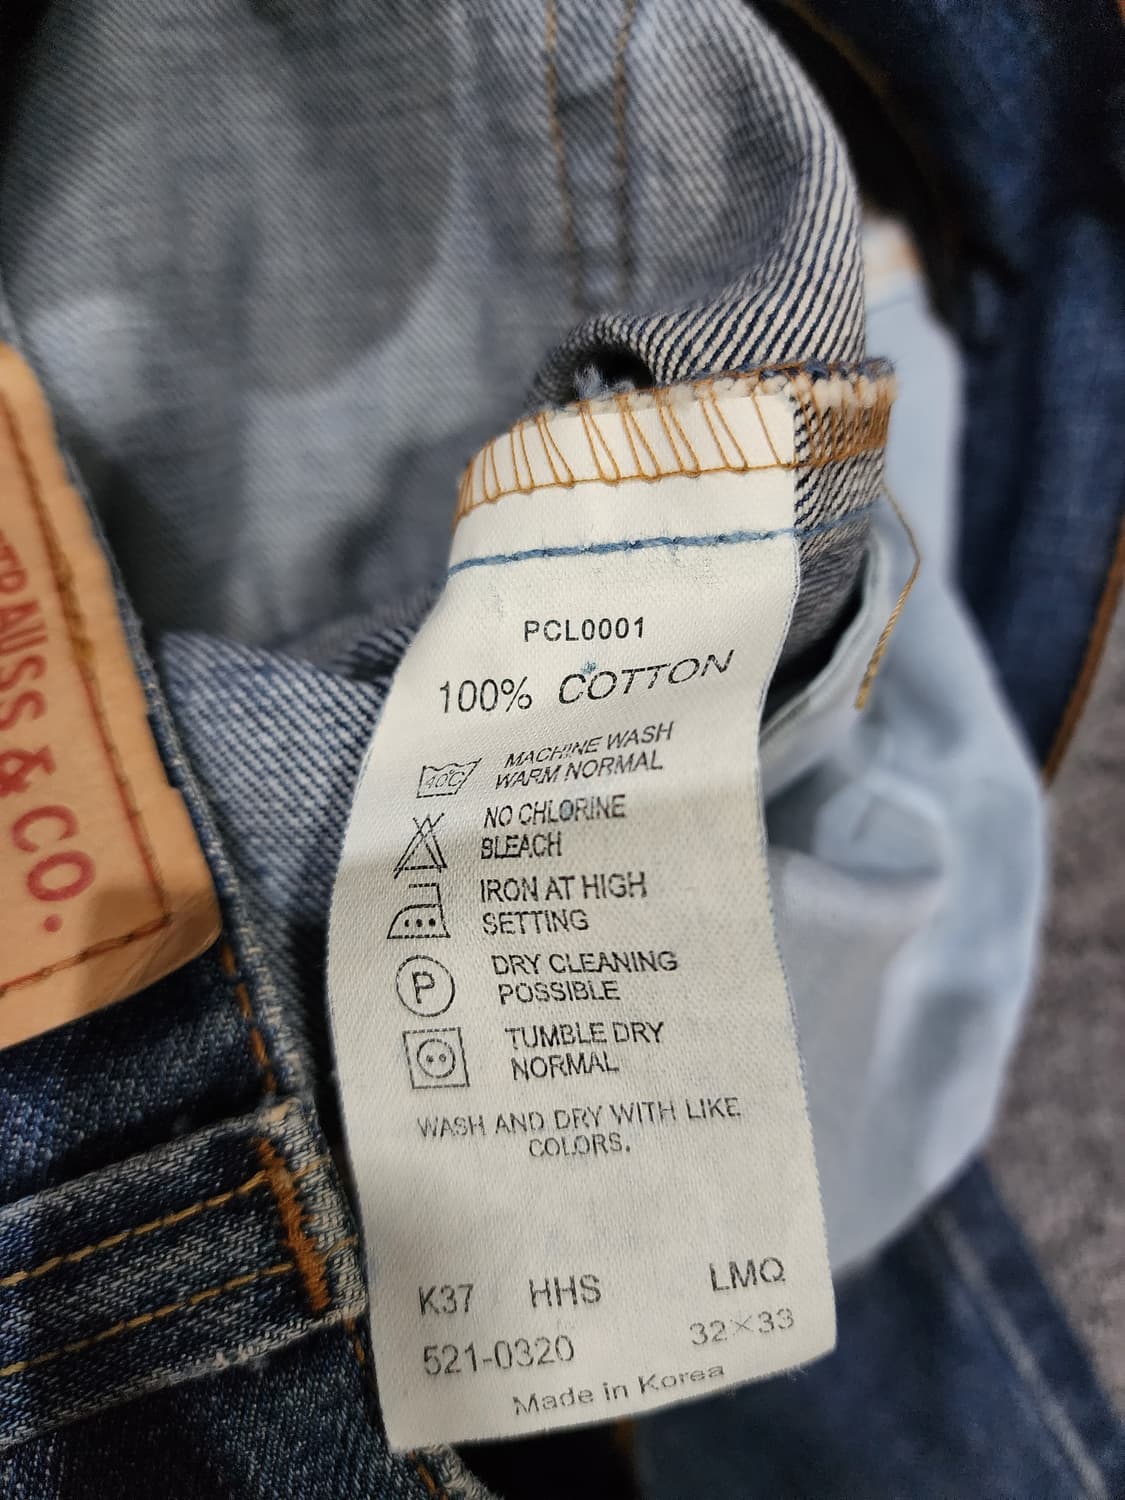 STRAUSS & CO.
PCL0001
100% COTTON
40°C MACHINE WASH
WARM NORMAL
NO CHLORINE
BLEACH
IRON AT HIGH
SETTING
P DRY CLEANING
POSSIBLE
TUMBLE DRY
NORMAL
WASH AND DRY WITH LIKE
COLORS.
K37 HHS LMQ
521-0320 32×33
Made in Korea